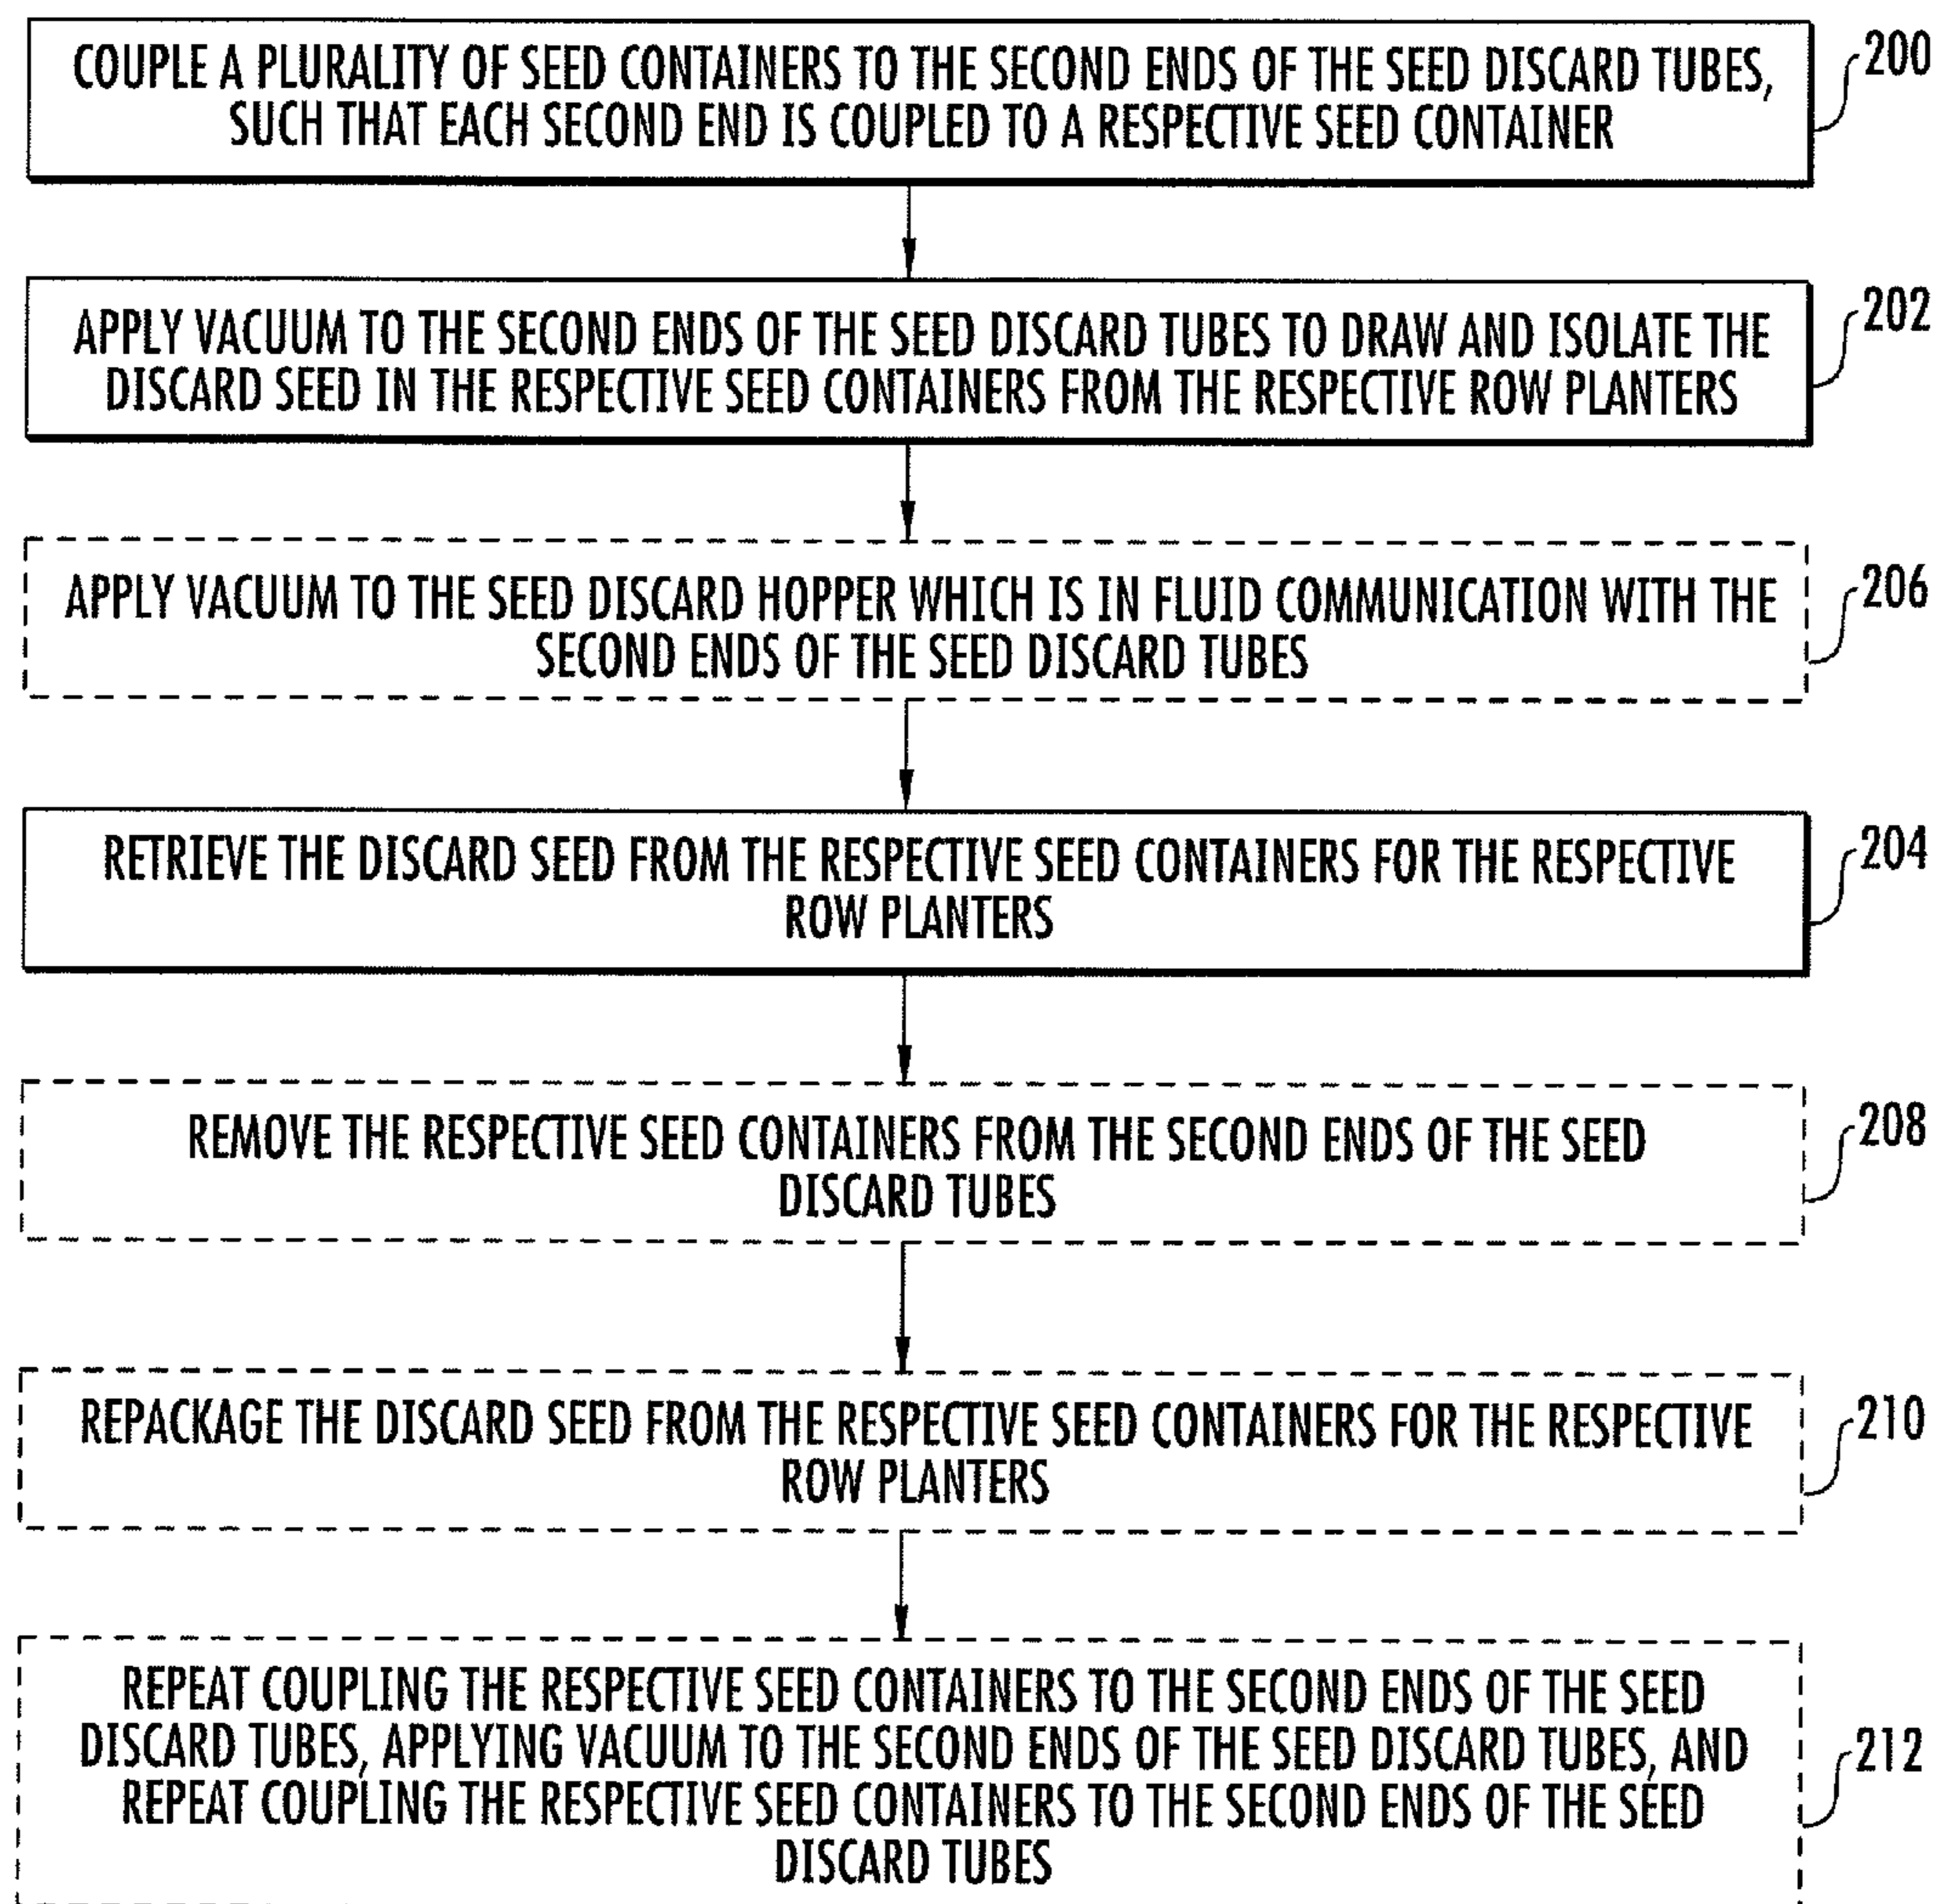 COUPLE A PLURALITY OF SEED CONTAINERS TO THE SECOND ENDS OF THE SEED DISCARD TUBES,
SUCH THAT EACH SECOND END IS COUPLED TO A RESPECTIVE SEED CONTAINER
200
APPLY VACUUM TO THE SECOND ENDS OF THE SEED DISCARD TUBES TO DRAW AND ISOLATE THE
DISCARD SEED IN THE RESPECTIVE SEED CONTAINERS FROM THE RESPECTIVE ROW PLANTERS
202
APPLY VACUUM TO THE SEED DISCARD HOPPER WHICH IS IN FLUID COMMUNICATION WITH THE
SECOND ENDS OF THE SEED DISCARD TUBES
206
RETRIEVE THE DISCARD SEED FROM THE RESPECTIVE SEED CONTAINERS FOR THE RESPECTIVE
ROW PLANTERS
204
REMOVE THE RESPECTIVE SEED CONTAINERS FROM THE SECOND ENDS OF THE SEED
DISCARD TUBES
208
REPACKAGE THE DISCARD SEED FROM THE RESPECTIVE SEED CONTAINERS FOR THE RESPECTIVE
ROW PLANTERS
210
REPEAT COUPLING THE RESPECTIVE SEED CONTAINERS TO THE SECOND ENDS OF THE SEED
DISCARD TUBES, APPLYING VACUUM TO THE SECOND ENDS OF THE SEED DISCARD TUBES, AND
REPEAT COUPLING THE RESPECTIVE SEED CONTAINERS TO THE SECOND ENDS OF THE SEED
DISCARD TUBES
212